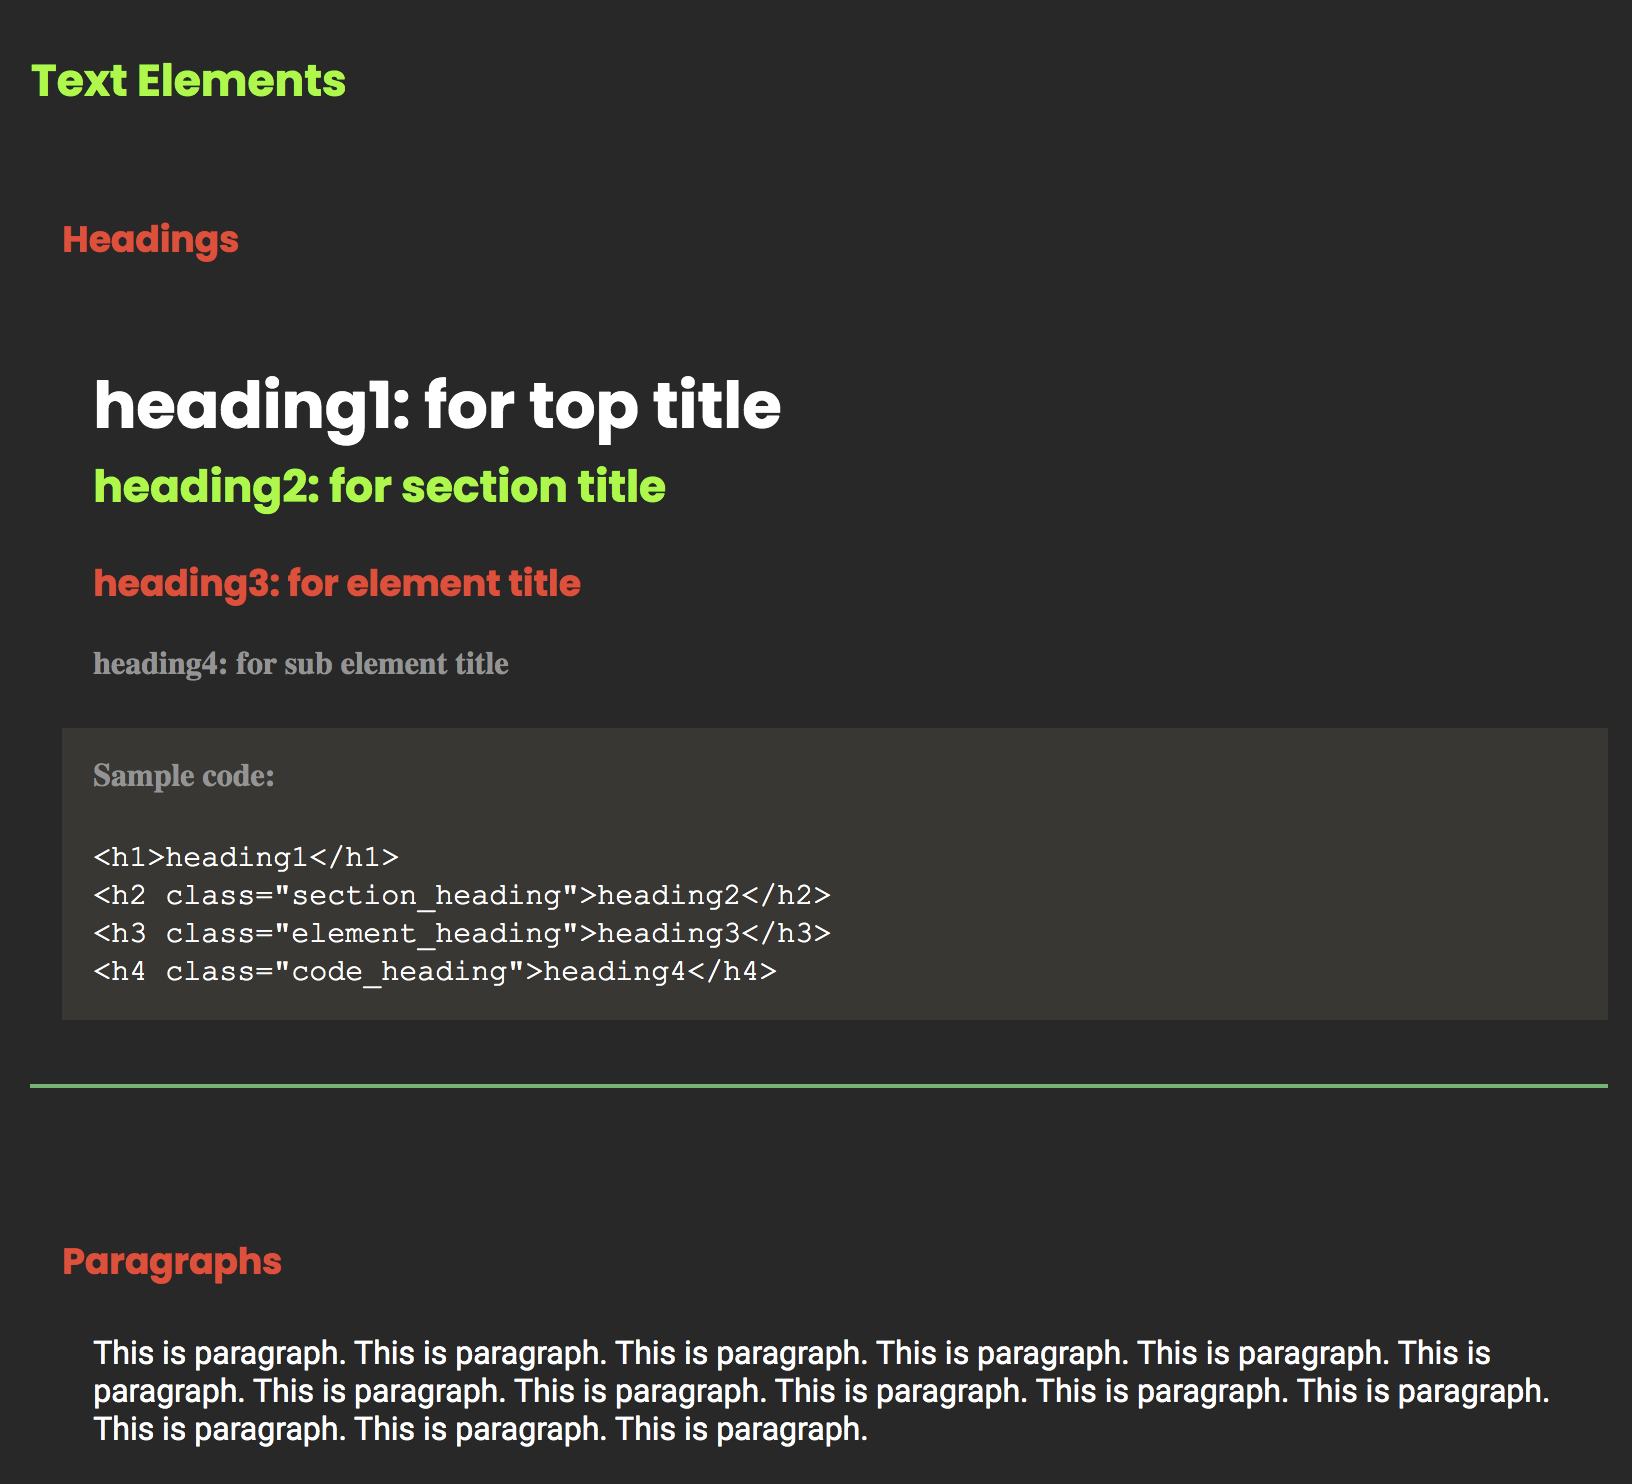 Text Elements
Headings
heading1: for top title
heading2: for section title
heading3: for element title
heading4: for sub element title
Sample code:
<h1>heading1</h1>
<h2 class="section_heading">heading2</h2>
<h3 class="element_heading">heading3</h3>
<h4 class="code_heading">heading4</h4>
Paragraphs
This is paragraph. This is paragraph. This is paragraph. This is paragraph. This is paragraph. This is
paragraph. This is paragraph. This is paragraph. This is paragraph. This is paragraph. This is paragraph.
This is paragraph. This is paragraph. This is paragraph.